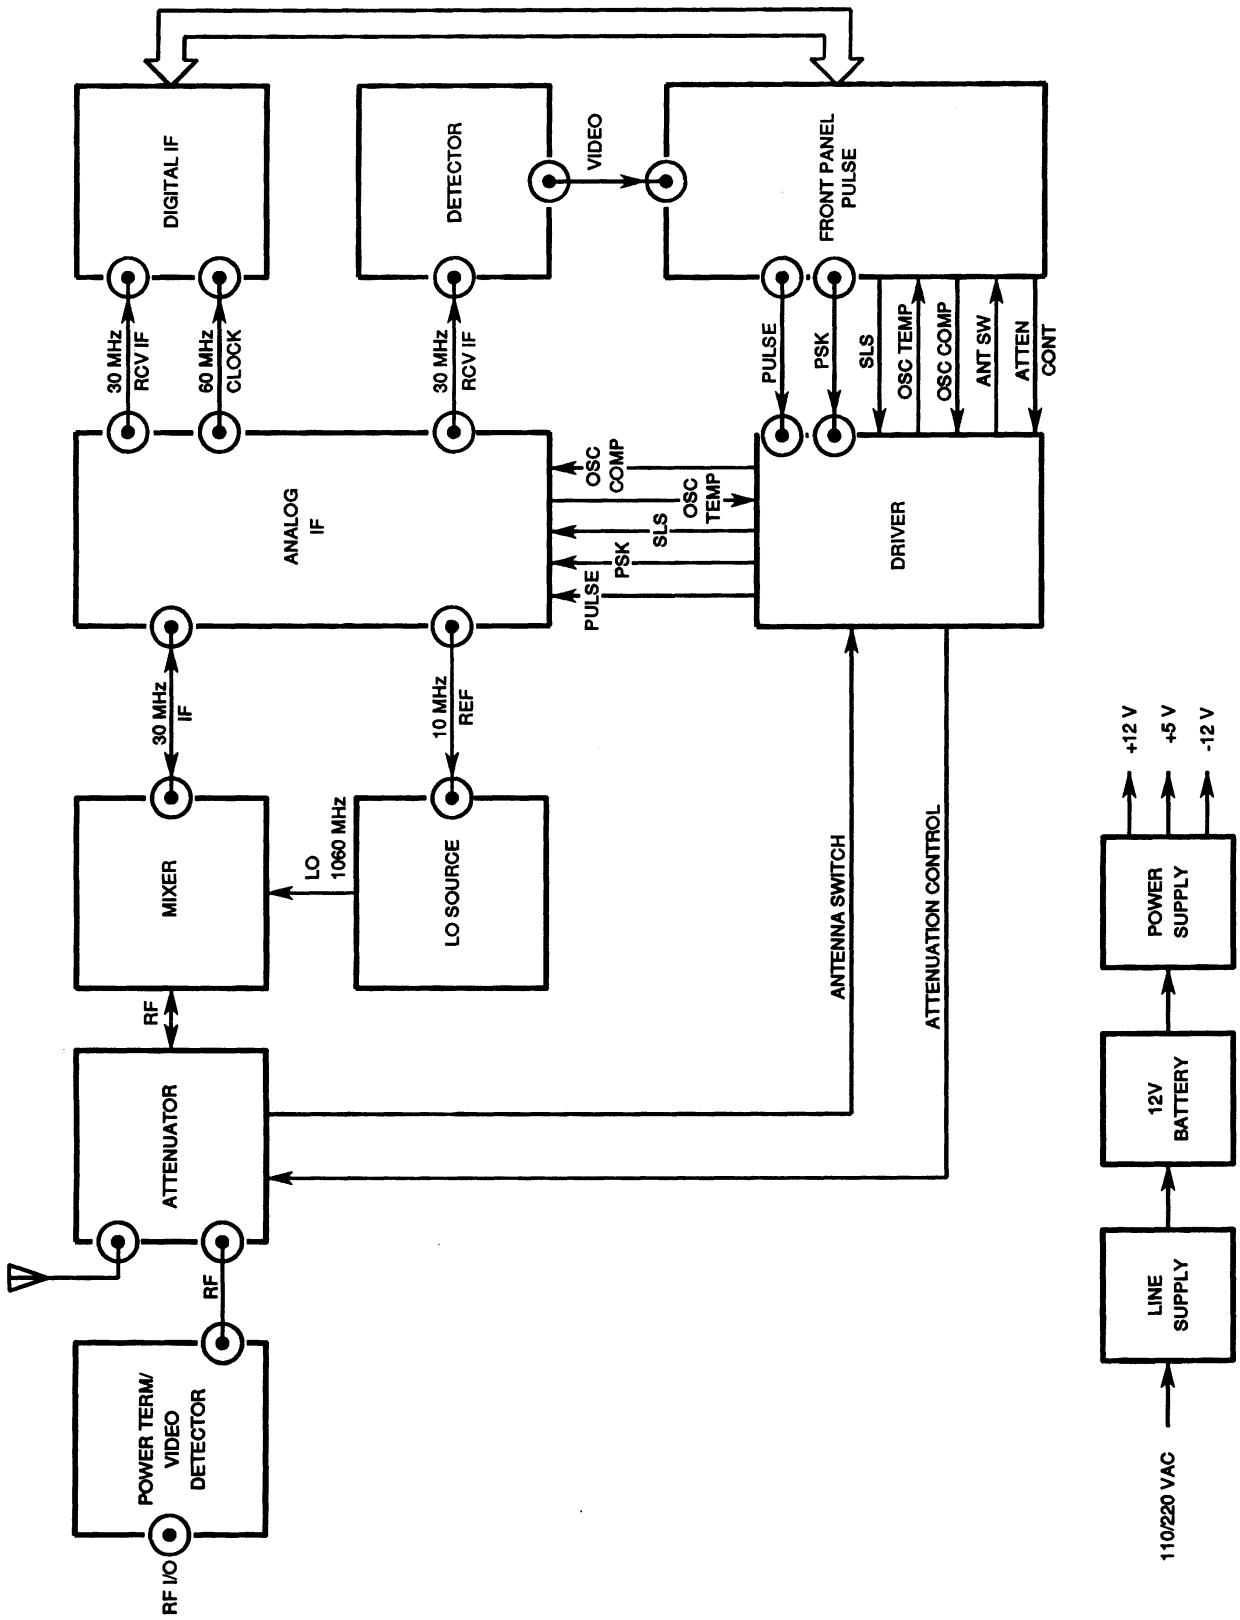 RF I/O
POWER TERM/
VIDEO
DETECTOR
RF
ATTENUATOR
RF
MIXER
30 MHz
IF
LO
1060 MHz
LO SOURCE
10 MHz
REF
ANALOG
IF
30 MHz
RCV IF
60 MHz
CLOCK
DIGITAL IF
30 MHz
RCV IF
DETECTOR
VIDEO
FRONT PANEL
PULSE
PULSE
PSK
SLS
OSC TEMP
OSC COMP
ANT SW
ATTEN
CONT
PULSE
PSK
SLS
OSC
TEMP
OSC
COMP
DRIVER
ANTENNA SWITCH
ATTENUATION CONTROL
110/220 VAC
LINE
SUPPLY
12V
BATTERY
POWER
SUPPLY
+12 V
+5 V
-12 V